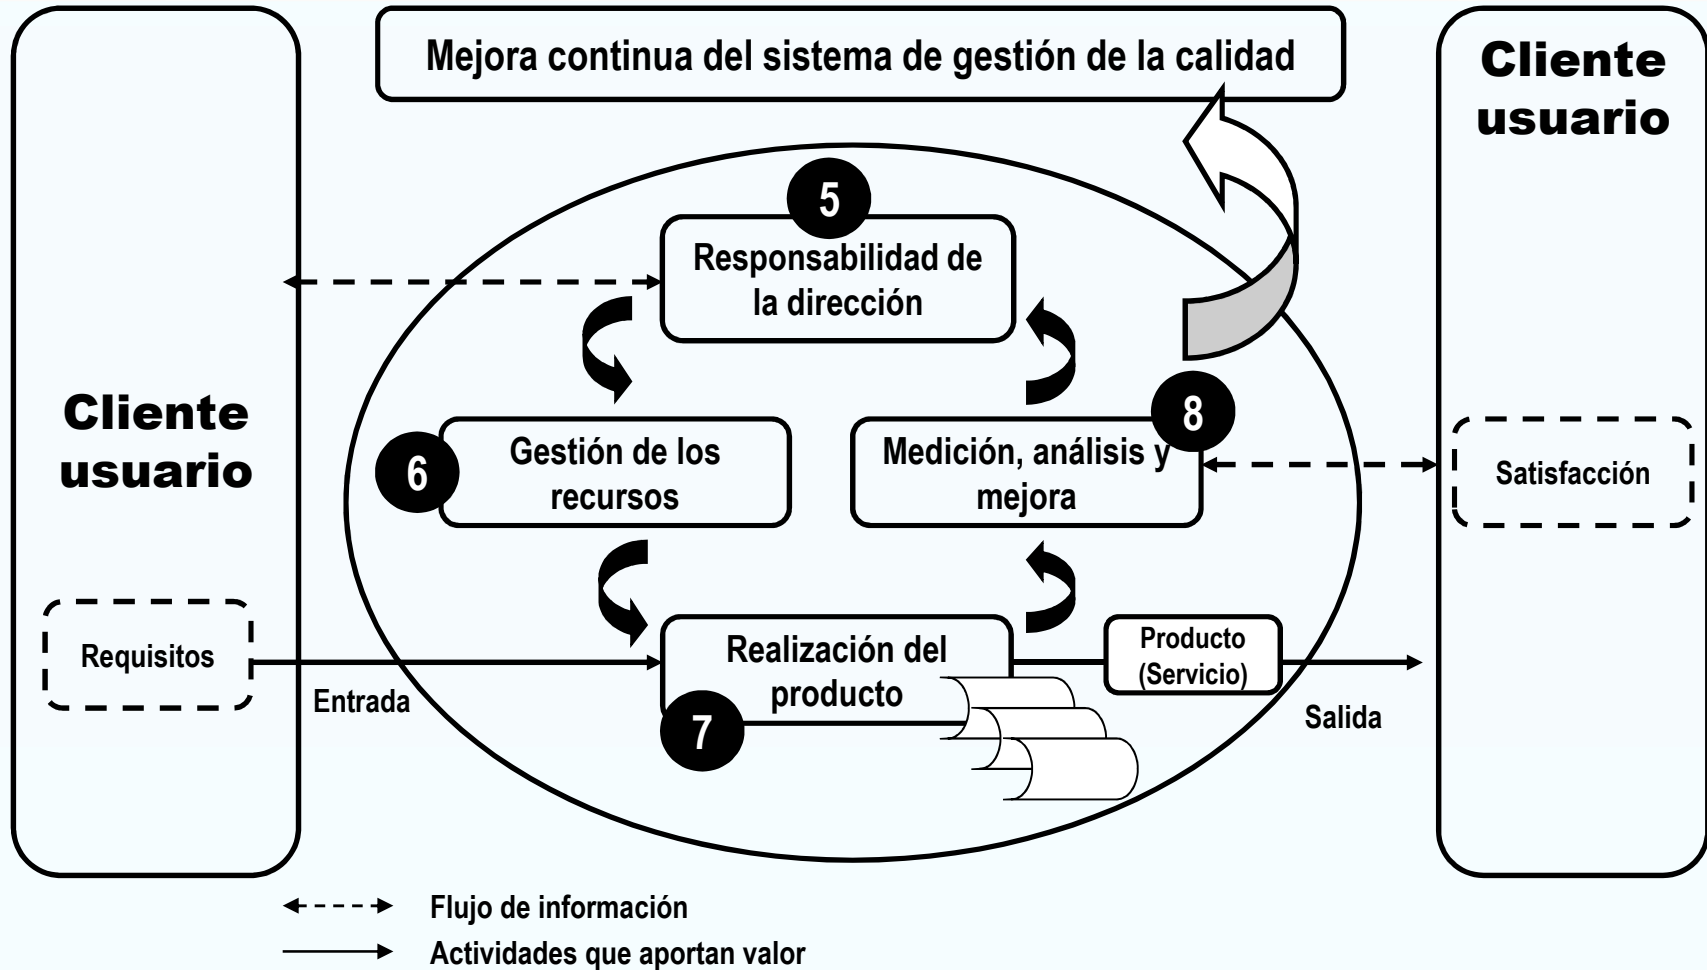 Mejora continua del sistema de gestión de la calidad
Cliente
usuario
5
Responsabilidad de
la dirección
Cliente
usuario
6
Gestión de los
recursos
8
Medición, análisis y
mejora
Satisfacción
Requisitos
Entrada
Realización del
producto
7
Producto
(Servicio)
Salida
Flujo de información
Actividades que aportan valor